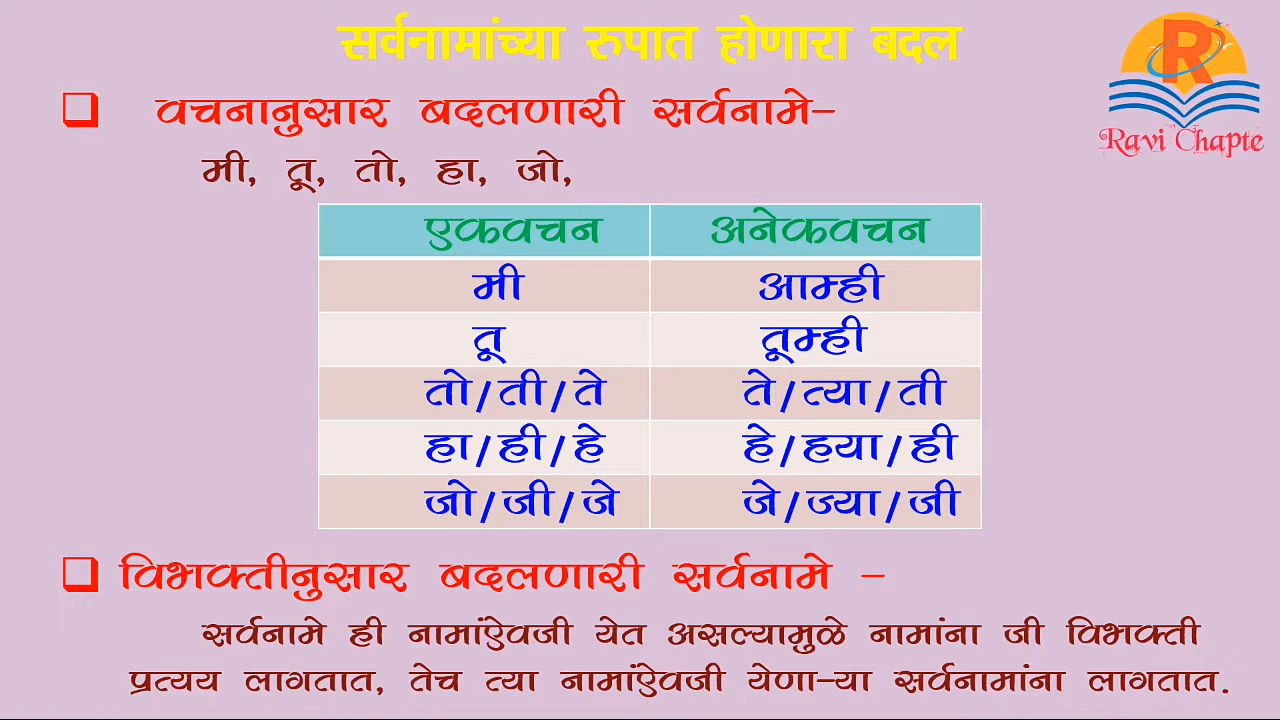 सर्वनामांच्या रुपात होणारा बदल
Ravi Chapte
वचनानुसार बदलणारी सर्वनामे-
मी, तू, तो, हा, जो,
एकवचन अनेकवचन
मी आम्ही
तू तूम्ही
तो/ती/ते ते/त्या/ती
हा/ही/हे हे/हया/ही
जो/जी/जे जे/ज्या/जी
विभक्तीनुसार बदलणारी सर्वनामे -
सर्वनामे ही नामांऐवजी येत असल्यामुळे नामांना जी विभक्ती
प्रत्यय लागतात, तेच त्या नामांऐवजी येणा-या सर्वनामांना लागतात.